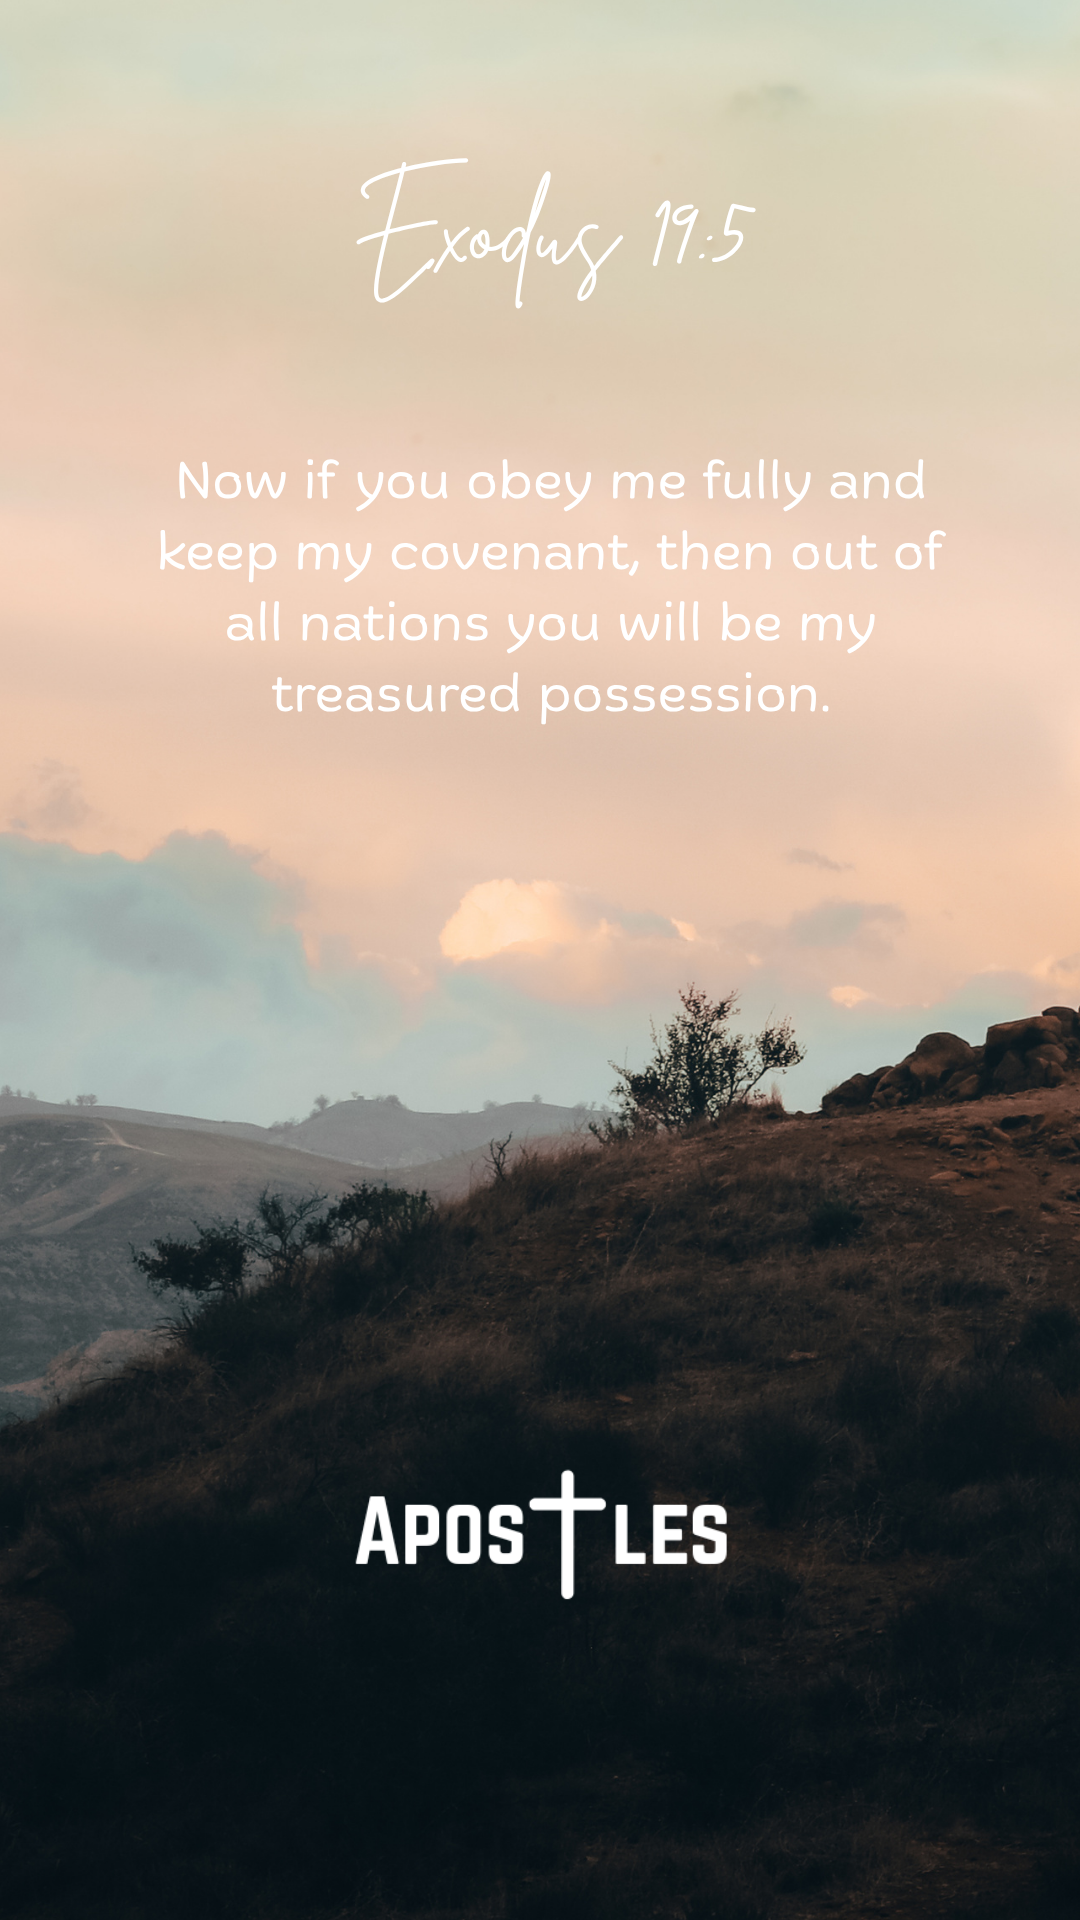 Exodus 19:5
Now if you obey me fully and
keep my covenant, then out of
all nations you will be my
treasured possession.
APOSTLES